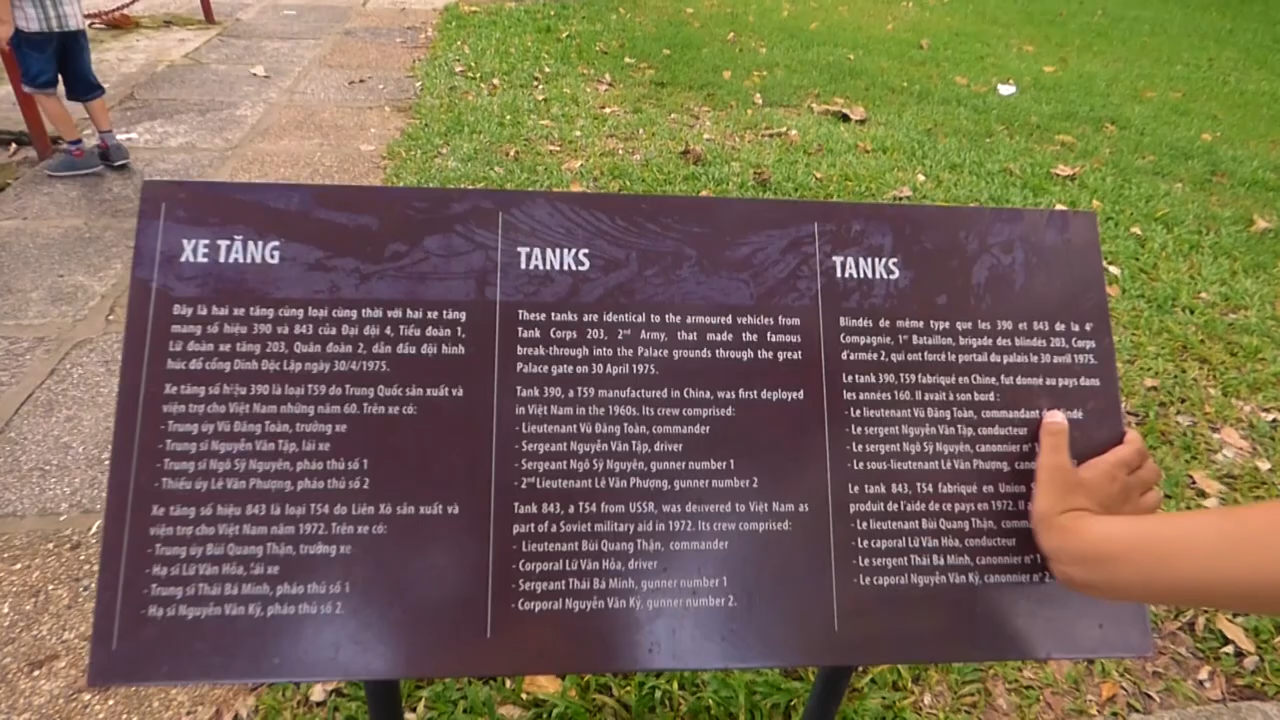 XE TĂNG
Đây là hai xe tăng cùng loại cùng thời với hai xe tăng
mang số hiệu 390 và 843 của Đại đội 4, Tiểu đoàn 1,
Lữ đoàn xe tăng 203, Quân đoàn 2, dẫn đầu đội hình
húc đổ cổng Dinh Độc Lập ngày 30/4/1975.
Xe tăng số hiệu 390 là loại T59 do Trung Quốc sản xuất và
viện trợ cho Việt Nam những năm 60. Trên xe có:
- Trung úy Vũ Đăng Toàn, trưởng xe
- Trung sĩ Nguyễn Văn Tập, lái xe
- Trung sĩ Ngô Sỹ Nguyên, pháo thủ số 1
- Thiếu úy Lê Văn Phượng, pháo thủ số 2
Xe tăng số hiệu 843 là loại T54 do Liên Xô sản xuất và
viện trợ cho Việt Nam năm 1972. Trên xe có:
- Trung úy Bùi Quang Thận, trưởng xe
- Hạ sĩ Lữ Văn Hỏa, lái xe
- Trung sĩ Thái Bá Minh, pháo thủ số 1
- Hạ sĩ Nguyễn Văn Kỷ, pháo thủ số 2.
TANKS
These tanks are identical to the armoured vehicles from
Tank Corps 203, 2nd Army, that made the famous
break-through into the Palace grounds through the great
Palace gate on 30 April 1975.
Tank 390, a T59 manufactured in China, was first deployed
in Việt Nam in the 1960s. Its crew comprised:
- Lieutenant Vũ Đăng Toàn, commander
- Sergeant Nguyễn Văn Tập, driver
- Sergeant Ngô Sỹ Nguyên, gunner number 1
- 2nd Lieutenant Lê Văn Phượng, gunner number 2
Tank 843, a T54 from USSR, was delivered to Việt Nam as
part of a Soviet military aid in 1972. Its crew comprised:
- Lieutenant Bùi Quang Thận, commander
- Corporal Lữ Văn Hỏa, driver
- Sergeant Thái Bá Minh, gunner number 1
- Corporal Nguyễn Văn Kỷ, gunner number 2.
TANKS
Blindés de même type que les 390 et 843 de la 4e
Compagnie, 1er Bataillon, brigade des blindés 203, Corps
d'armée 2, qui ont forcé le portail du palais le 30 avril 1975.
Le tank 390, T59 fabriqué en Chine, fut donné au pays dans
les années 160. Il avait à son bord :
- Le lieutenant Vũ Đăng Toàn, commandant
- Le sergent Nguyễn Văn Tập, conducteur
- Le sergent Ngô Sỹ Nguyên, canonnier n° 1
- Le sous-lieutenant Lê Văn Phượng,
Le tank 843, T54 fabriqué en Union
produit de l'aide de ce pays en 1972. Il
- Le lieutenant Bùi Quang Thận,
- Le caporal Lữ Văn Hỏa, conducteur
- Le sergent Thái Bá Minh, canonnier n° 1
- Le caporal Nguyễn Văn Kỷ, canonnier n° 2